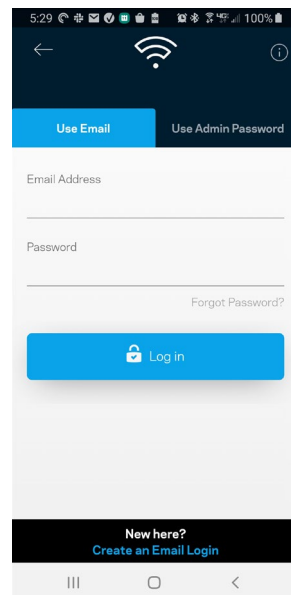 5:29 100%
Use Email Use Admin Password
Email Address
Password
Forgot Password?
Log in
New here?
Create an Email Login